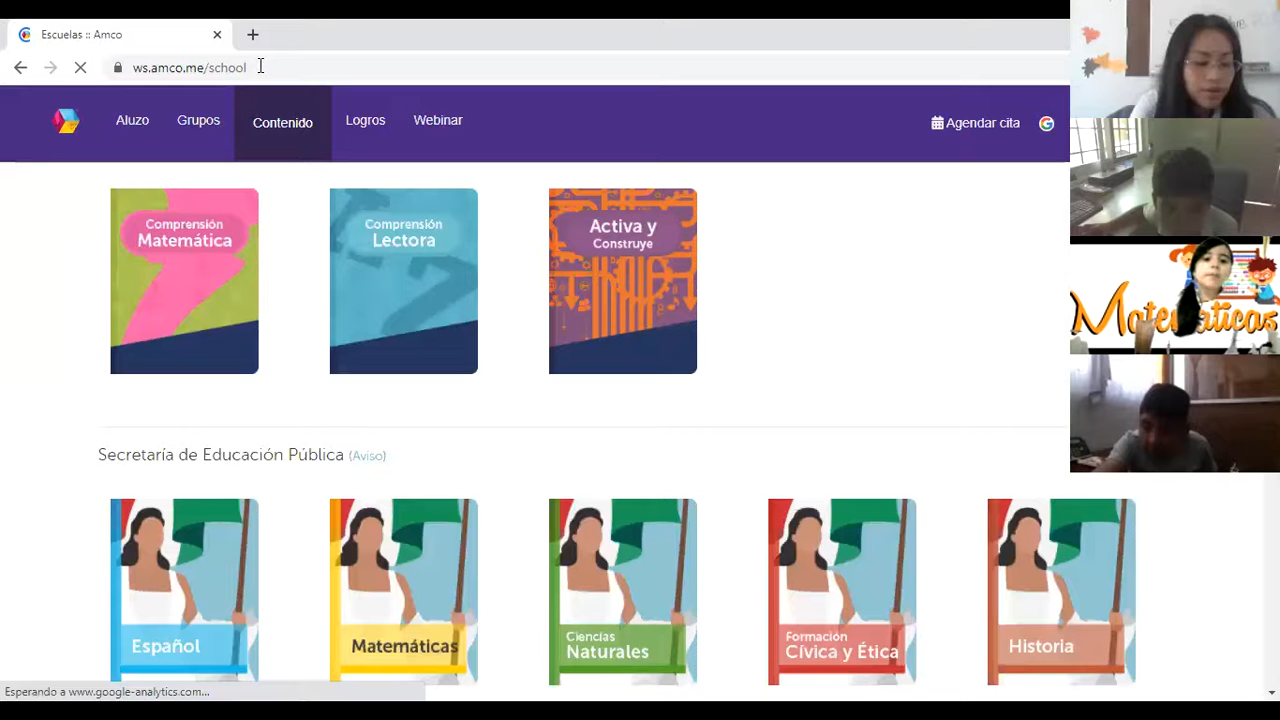 Escuelas :: Amco
ws.amco.me/school
Aluzo
Grupos
Contenido
Logros
Webinar
Agendar cita
Comprensión
Matemática
Comprensión
Lectora
Activa y
Construye
Matemáticas
Secretaría de Educación Pública (Aviso)
Español
Matemáticas
Ciencias
Naturales
Formación
Cívica y Ética
Historia
Esperando a www.google-analytics.com...